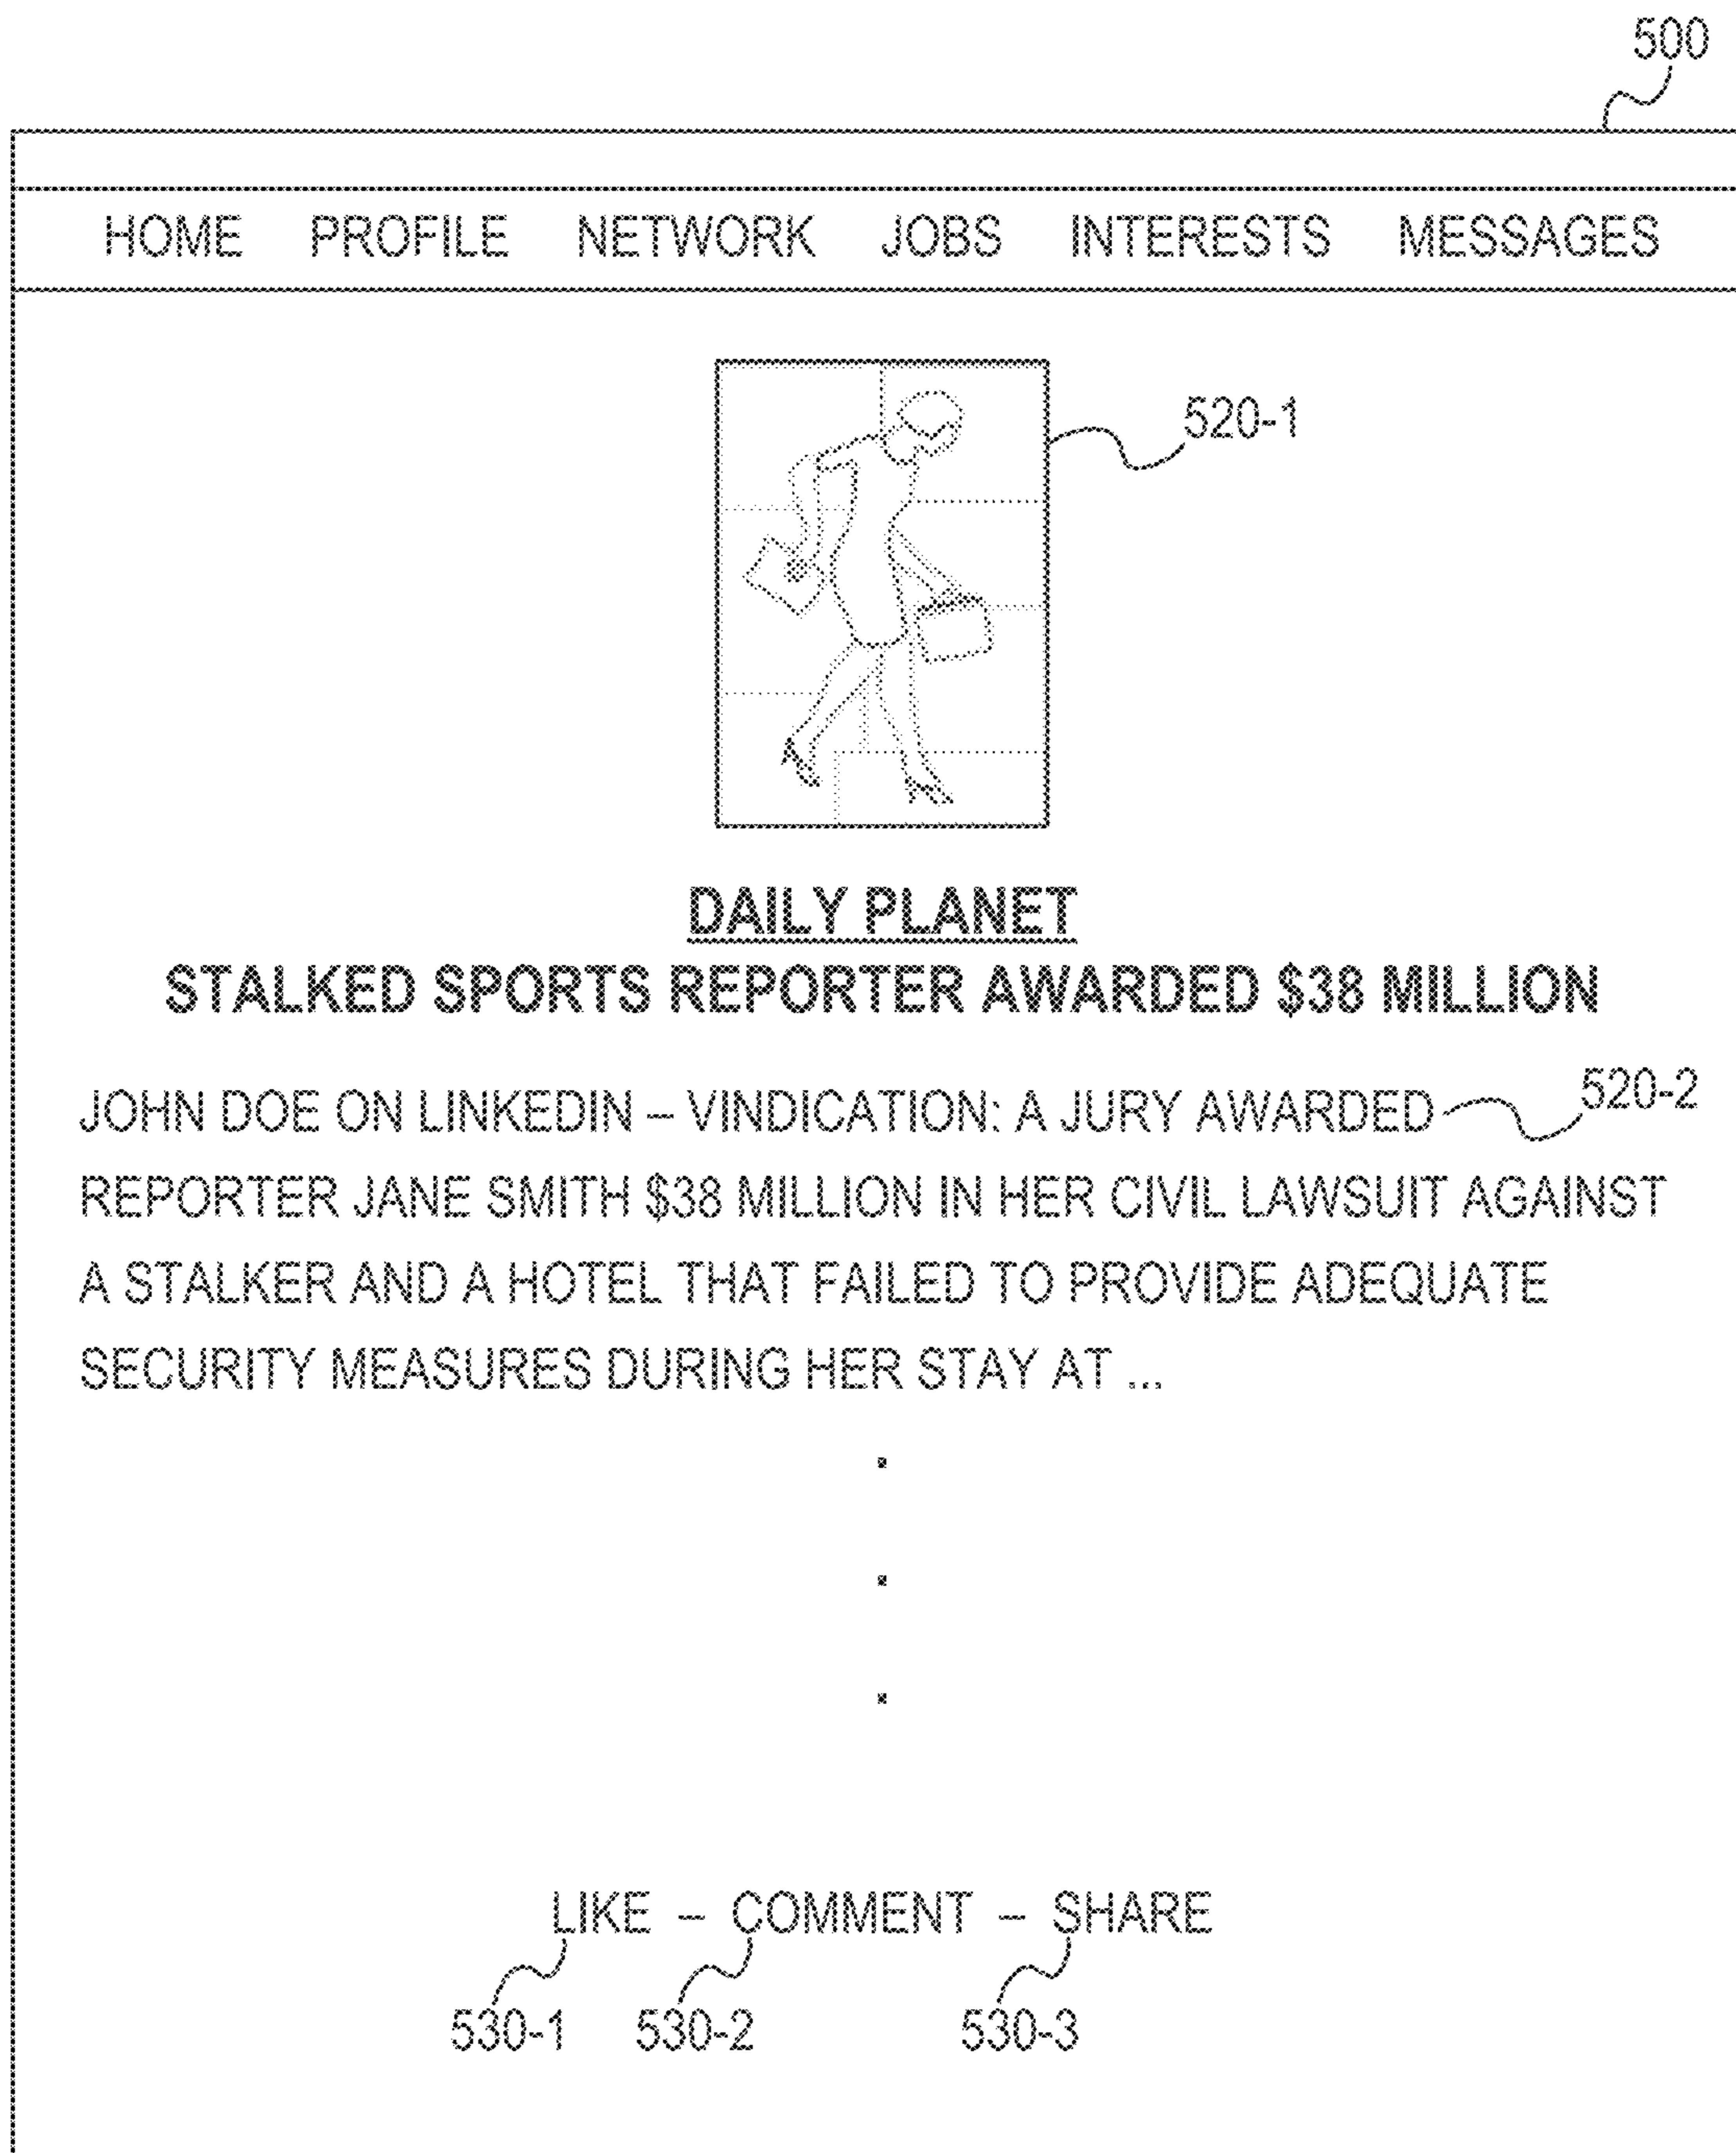 500
HOME PROFILE NETWORK JOBS INTERESTS MESSAGES
520-1
DAILY PLANET
STALKED SPORTS REPORTER AWARDED $38 MILLION
JOHN DOE ON LINKEDIN – VINDICATION: A JURY AWARDED 520-2
REPORTER JANE SMITH $38 MILLION IN HER CIVIL LAWSUIT AGAINST
A STALKER AND A HOTEL THAT FAILED TO PROVIDE ADEQUATE
SECURITY MEASURES DURING HER STAY AT ...
LIKE – COMMENT – SHARE
530-1 530-2 530-3